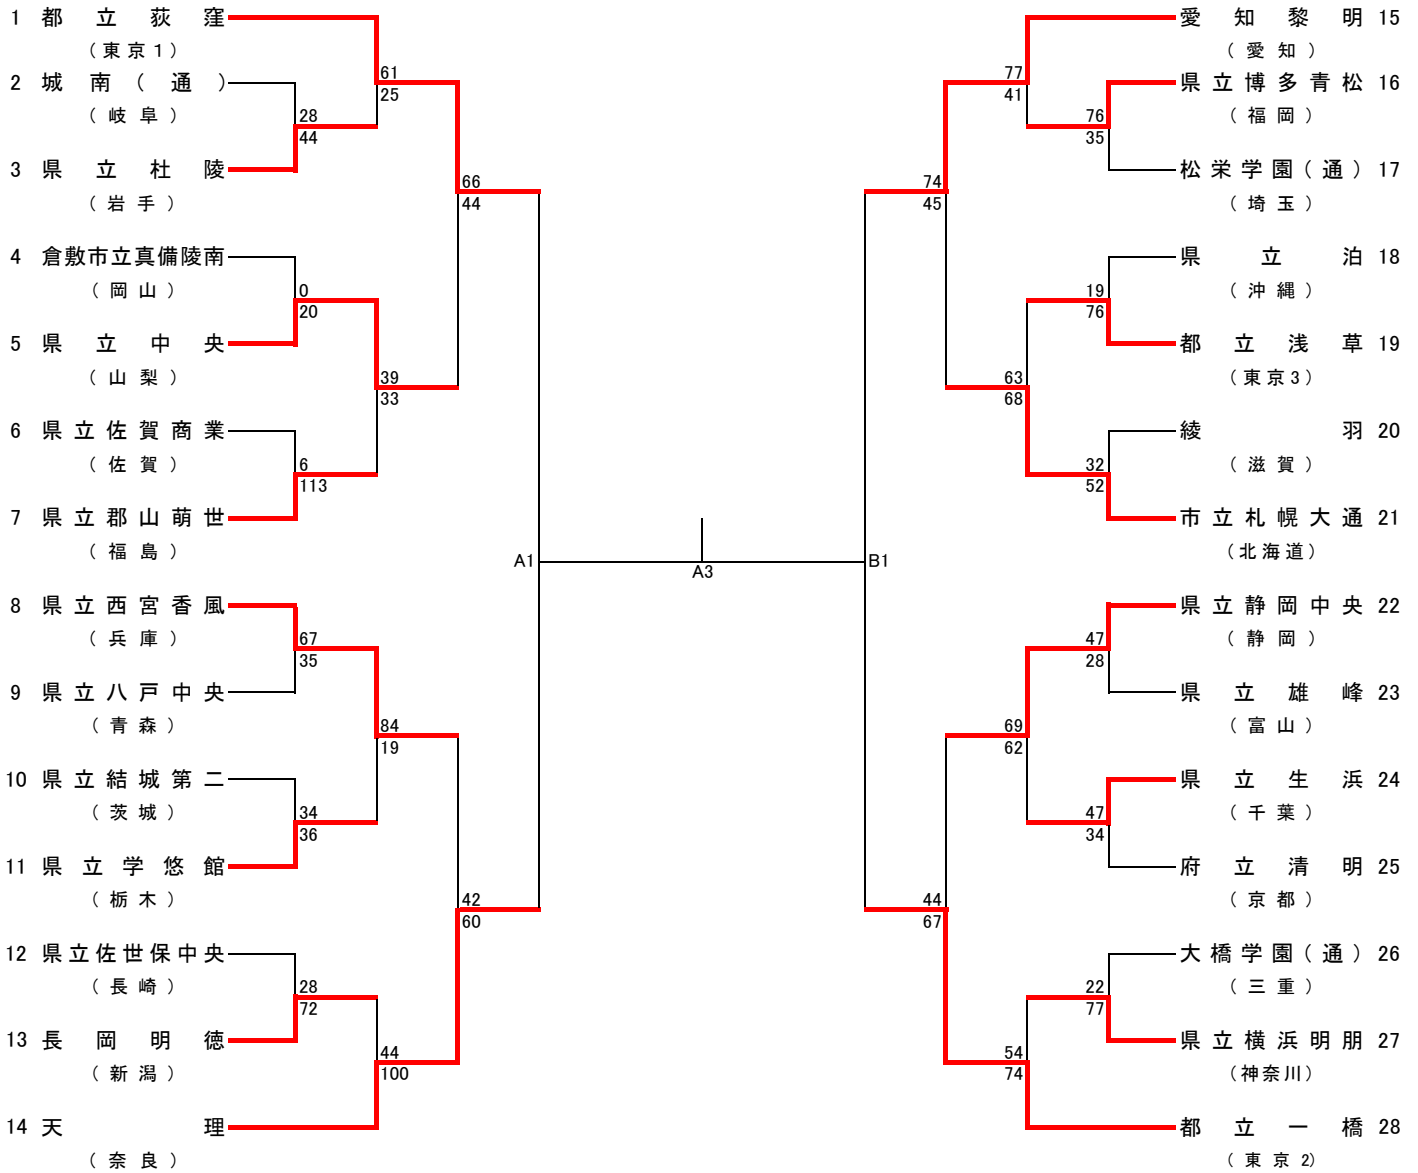 1 都立荻窪
(東京1)
2 城南(通)
(岐阜)
3 県立杜陵
(岩手)
4 倉敷市立真備陵南
(岡山)
5 県立中央
(山梨)
6 県立佐賀商業
(佐賀)
7 県立郡山萌世
(福島)
8 県立西宮香風
(兵庫)
9 県立八戸中央
(青森)
10 県立結城第二
(茨城)
11 県立学悠館
(栃木)
12 県立佐世保中央
(長崎)
13 長岡明徳
(新潟)
14 天理
(奈良)
28
44
0
20
6
113
67
35
34
36
28
72
61
25
39
33
84
19
44
100
66
44
42
60
A1
A3
B1
74
45
44
67
77
41
63
68
69
62
54
74
76
35
19
76
32
52
47
28
47
34
22
77
愛知黎明 15
(愛知)
県立博多青松 16
(福岡)
松栄学園(通) 17
(埼玉)
県立泊 18
(沖縄)
都立浅草 19
(東京3)
綾羽 20
(滋賀)
市立札幌大通 21
(北海道)
県立静岡中央 22
(静岡)
県立雄峰 23
(富山)
県立生浜 24
(千葉)
府立清明 25
(京都)
大橋学園(通) 26
(三重)
県立横浜明朋 27
(神奈川)
都立一橋 28
(東京2)